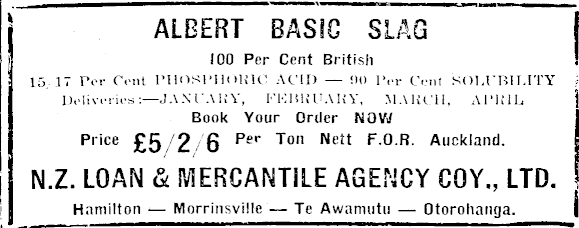 ALBERT BASIC SLAG
100 Per Cent British
15/17 Per Cent PHOSPHORIC ACID — 90 Per Cent SOLUBILITY
Deliveries:—JANUARY, FEBRUARY, MARCH, APRIL
Book Your Order NOW
Price £5/2/6 Per Ton Nett F.O.R. Auckland.
N.Z. LOAN & MERCANTILE AGENCY COY., LTD.
Hamilton — Morrinsville — Te Awamutu — Otorohanga.